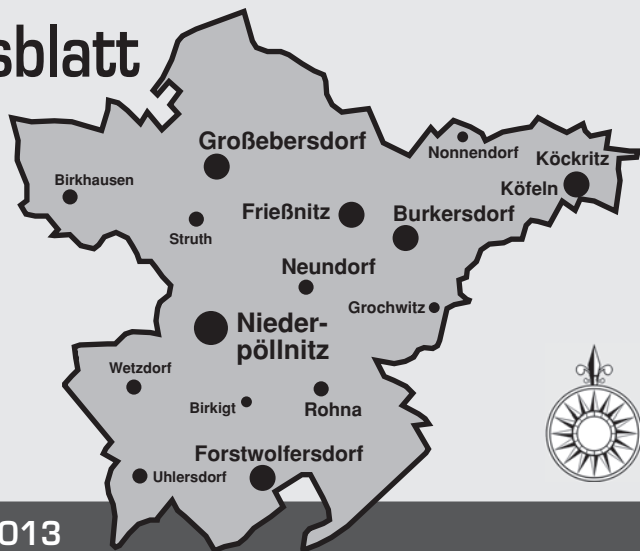 sblatt
Großebersdorf
Nonnendorf
Köckritz
Birkhausen
Köfeln
Frießnitz
Burkersdorf
Struth
Neundorf
Grochwitz
Nieder-
pöllnitz
Wetzdorf
Birkigt
Rohna
Forstwolfersdorf
Uhlersdorf
013